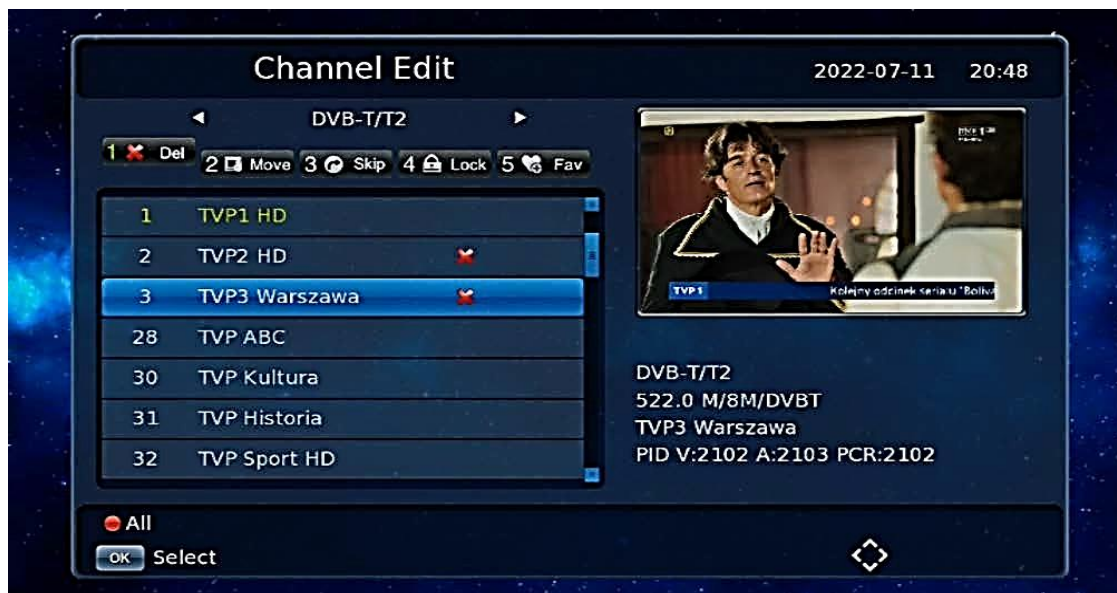 Channel Edit
2022-07-11 20:48
DVB-T/T2
1 Del
2 Move 3 Skip 4 Lock 5 Fav
1 TVP1 HD
2 TVP2 HD
3 TVP3 Warszawa
28 TVP ABC
30 TVP Kultura
31 TVP Historia
32 TVP Sport HD
TVP1 Kolejny odcinek serialu "Boliva
DVB-T/T2
522.0 M/8M/DVBT
TVP3 Warszawa
PID V:2102 A:2103 PCR:2102
All
OK Select